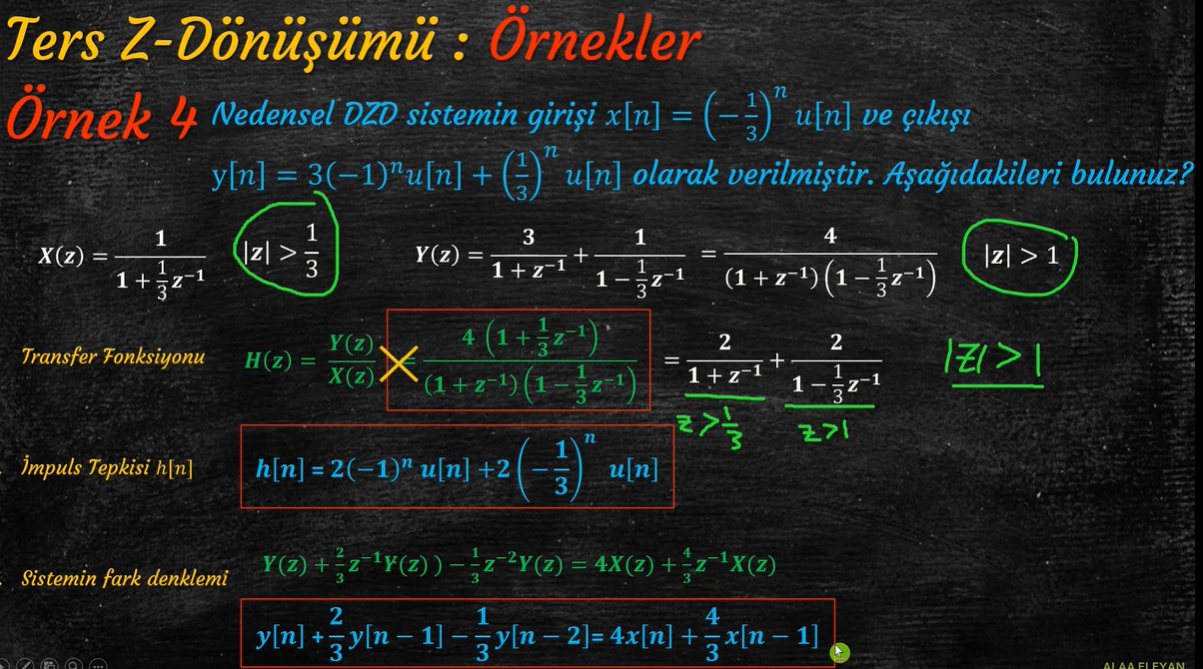 Ters Z-Dönüşümü : Örnekler
Örnek 4 Nedensel DZD sistemin girişi x[n] = (−1/3)ⁿ u[n] ve çıkışı
y[n] = 3(−1)ⁿu[n] + (1/3)ⁿ u[n] olarak verilmiştir. Aşağıdakileri bulunuz?
X(z) = 1/(1 + 1/3 z⁻¹) |z| > 1/3 Y(z) = 3/(1 + z⁻¹) + 1/(1 − 1/3 z⁻¹) = 4/((1 + z⁻¹)(1 − 1/3 z⁻¹)) |z| > 1
Transfer Fonksiyonu H(z) = Y(z)/X(z) = 4(1 + 1/3 z⁻¹)/((1 + z⁻¹)(1 − 1/3 z⁻¹)) = 2/(1 + z⁻¹) + 2/(1 − 1/3 z⁻¹) |z| > 1
z > 1/3 z > 1
İmpuls Tepkisi h[n] h[n] = 2(−1)ⁿ u[n] +2(−1/3)ⁿ u[n]
Y(z) + 2/3 z⁻¹Y(z) ) − 1/3 z⁻²Y(z) = 4X(z) + 4/3 z⁻¹X(z)
Sistemin fark denklemi
y[n] + 2/3 y[n − 1] − 1/3 y[n − 2]= 4x[n] + 4/3 x[n − 1]
ALAA ELEYAN